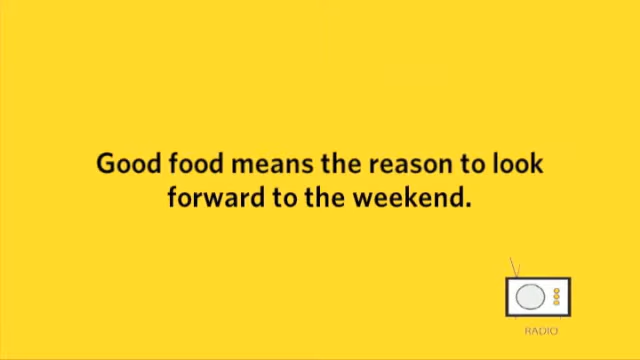 Good food means the reason to look
forward to the weekend.
RADIO